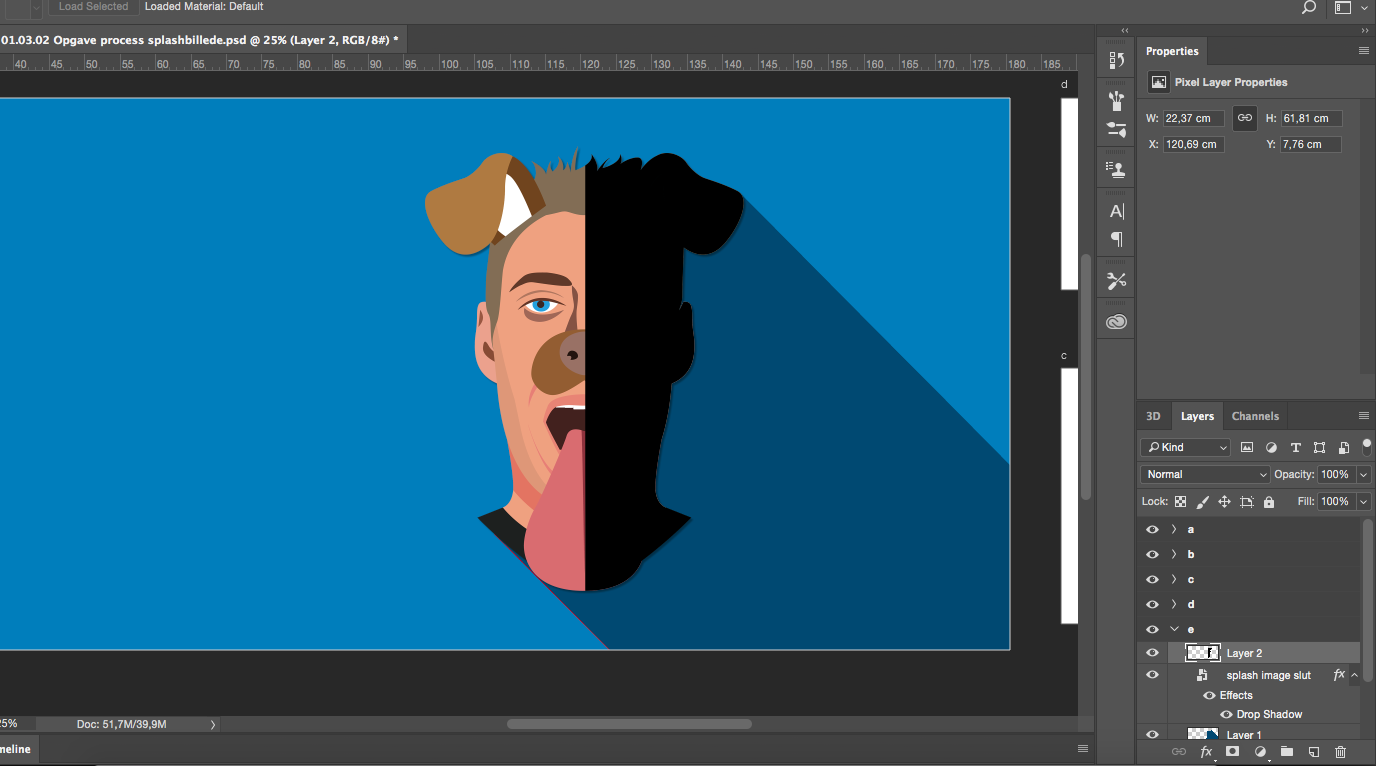 Load Selected Loaded Material: Default
01.03.02 Opgave process splashbillede.psd @ 25% (Layer 2, RGB/8#) *
40 45 50 55 60 65 70 75 80 85 90 95 100 105 110 115 120 125 130 135 140 145 150 155 160 165 170 175 180 185
d
c
Properties
Pixel Layer Properties
W: 22,37 cm H: 61,81 cm
X: 120,69 cm Y: 7,76 cm
3D Layers Channels
Kind
Normal Opacity: 100%
Lock: Fill: 100%
a
b
c
d
e
Layer 2
splash image slut fx
Effects
Drop Shadow
Layer 1
fx
25% Doc: 51,7M/39,9M
meline